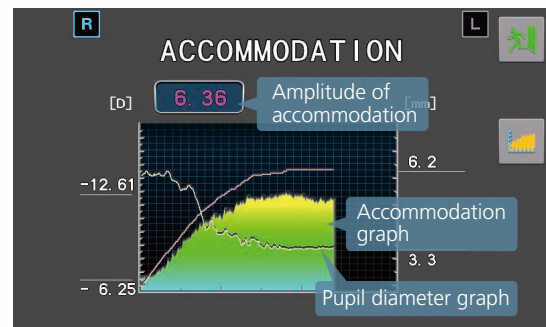 R
L
ACCOMMODATION
[D]
6.36
Amplitude of
accommodation
[mm]
-12.61
6.2
Accommodation
graph
3.3
- 6.25
Pupil diameter graph